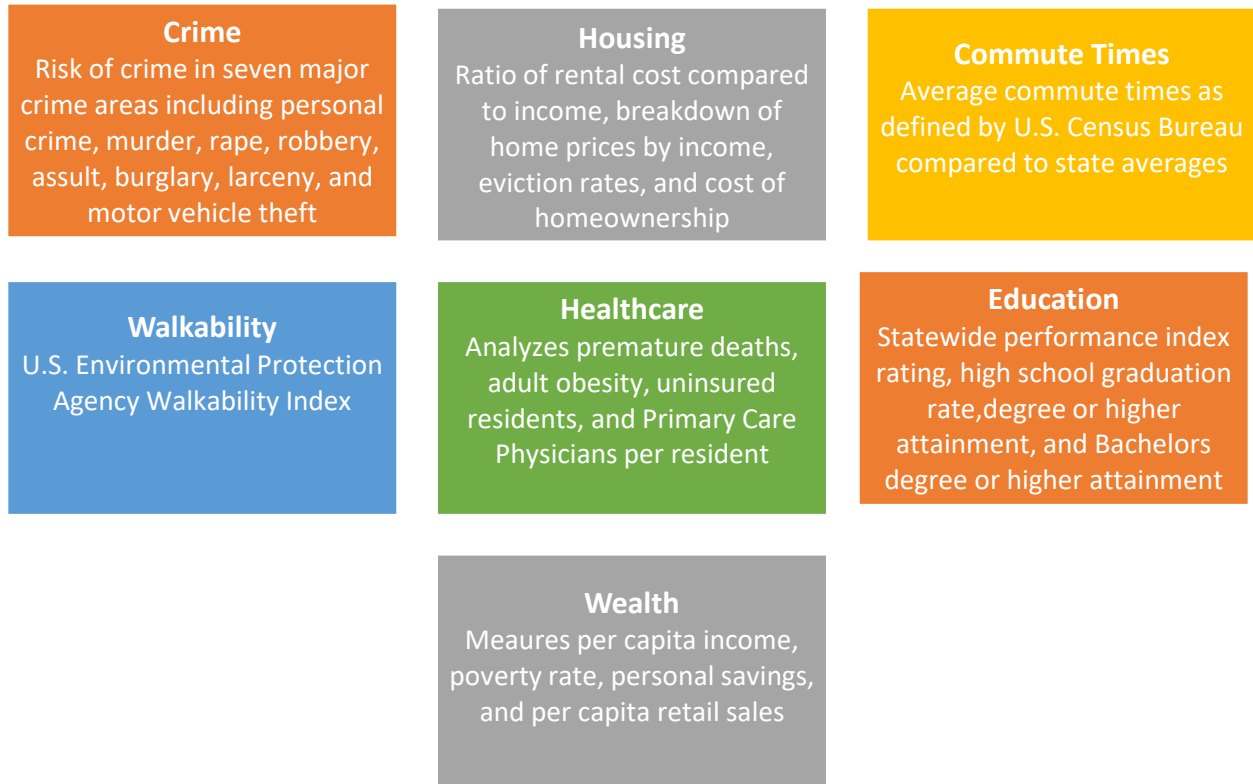 Crime
Risk of crime in seven major
crime areas including personal
crime, murder, rape, robbery,
assult, burglary, larceny, and
motor vehicle theft
Housing
Ratio of rental cost compared
to income, breakdown of
home prices by income,
eviction rates, and cost of
homeownership
Commute Times
Average commute times as
defined by U.S. Census Bureau
compared to state averages
Walkability
U.S. Environmental Protection
Agency Walkability Index
Healthcare
Analyzes premature deaths,
adult obesity, uninsured
residents, and Primary Care
Physicians per resident
Education
Statewide performance index
rating, high school graduation
rate,degree or higher
attainment, and Bachelors
degree or higher attainment
Wealth
Meaures per capita income,
poverty rate, personal savings,
and per capita retail sales